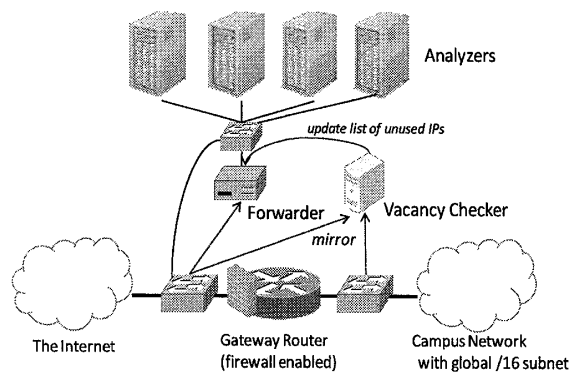 Analyzers
update list of unused IPs
Forwarder
Vacancy Checker
mirror
The Internet
Gateway Router
(firewall enabled)
Campus Network
with global /16 subnet